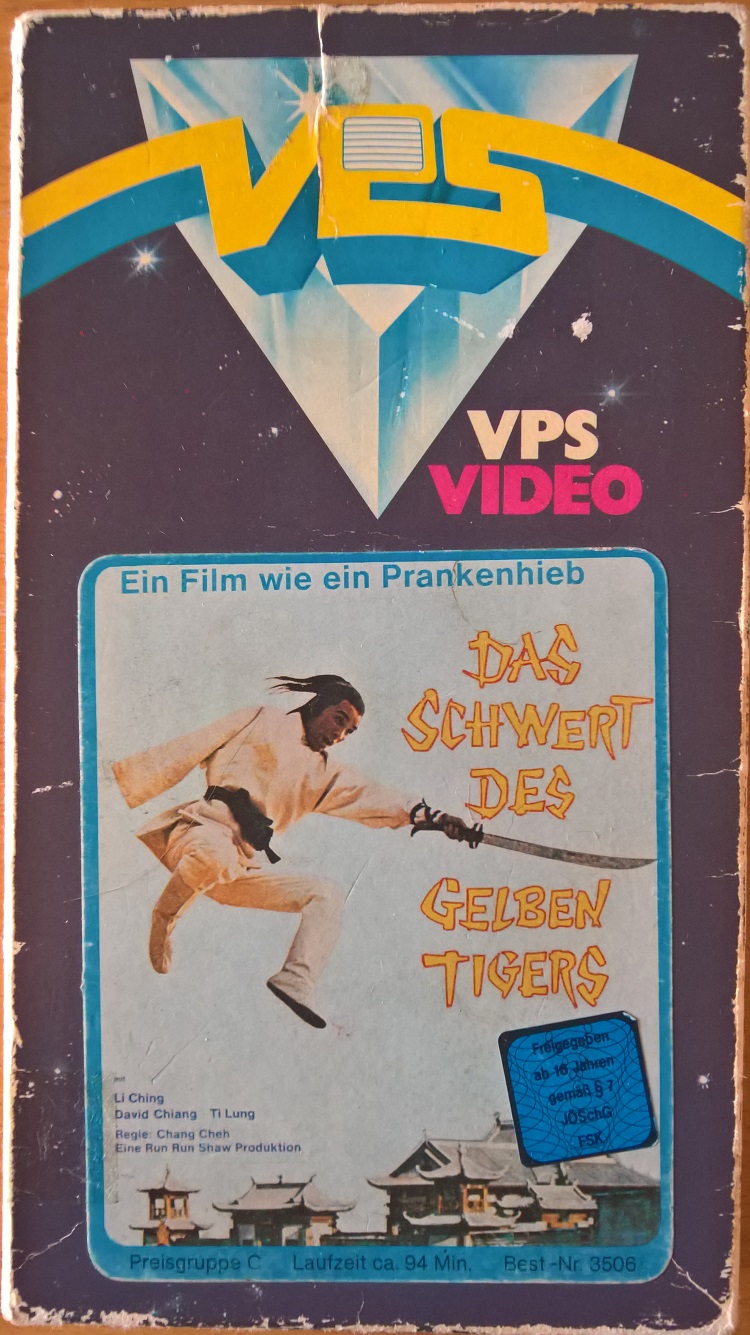 VPS
VPS
VIDEO
Ein Film wie ein Prankenhieb
DAS
SCHWERT
DES
GELBEN
TIGERS
mit
Li Ching
David Chiang Ti Lung
Regie: Chang Cheh
Eine Run Run Shaw Produktion
Freigegeben
ab 16 Jahren
gemäß § 7
JÖSchG
FSK
Preisgruppe C Laufzeit ca. 94 Min. Best-Nr. 3506